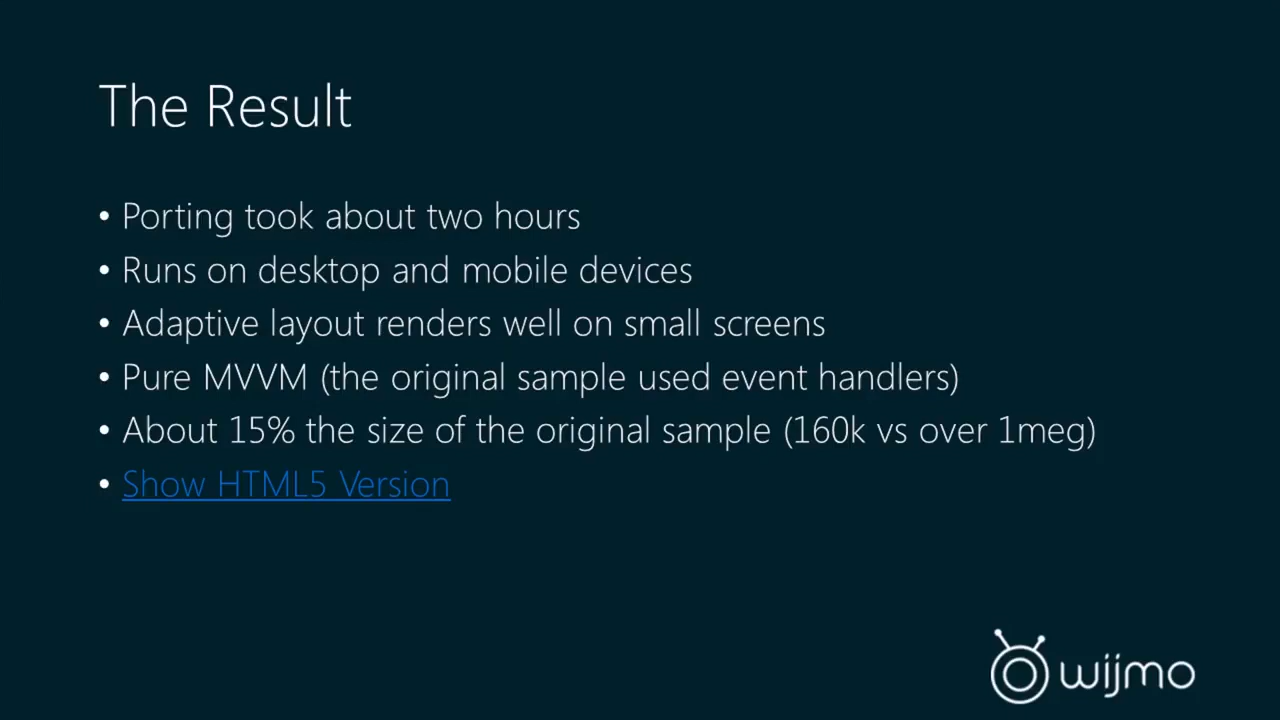 The Result
• Porting took about two hours
• Runs on desktop and mobile devices
• Adaptive layout renders well on small screens
• Pure MVVM (the original sample used event handlers)
• About 15% the size of the original sample (160k vs over 1meg)
• Show HTML5 Version
wijmo